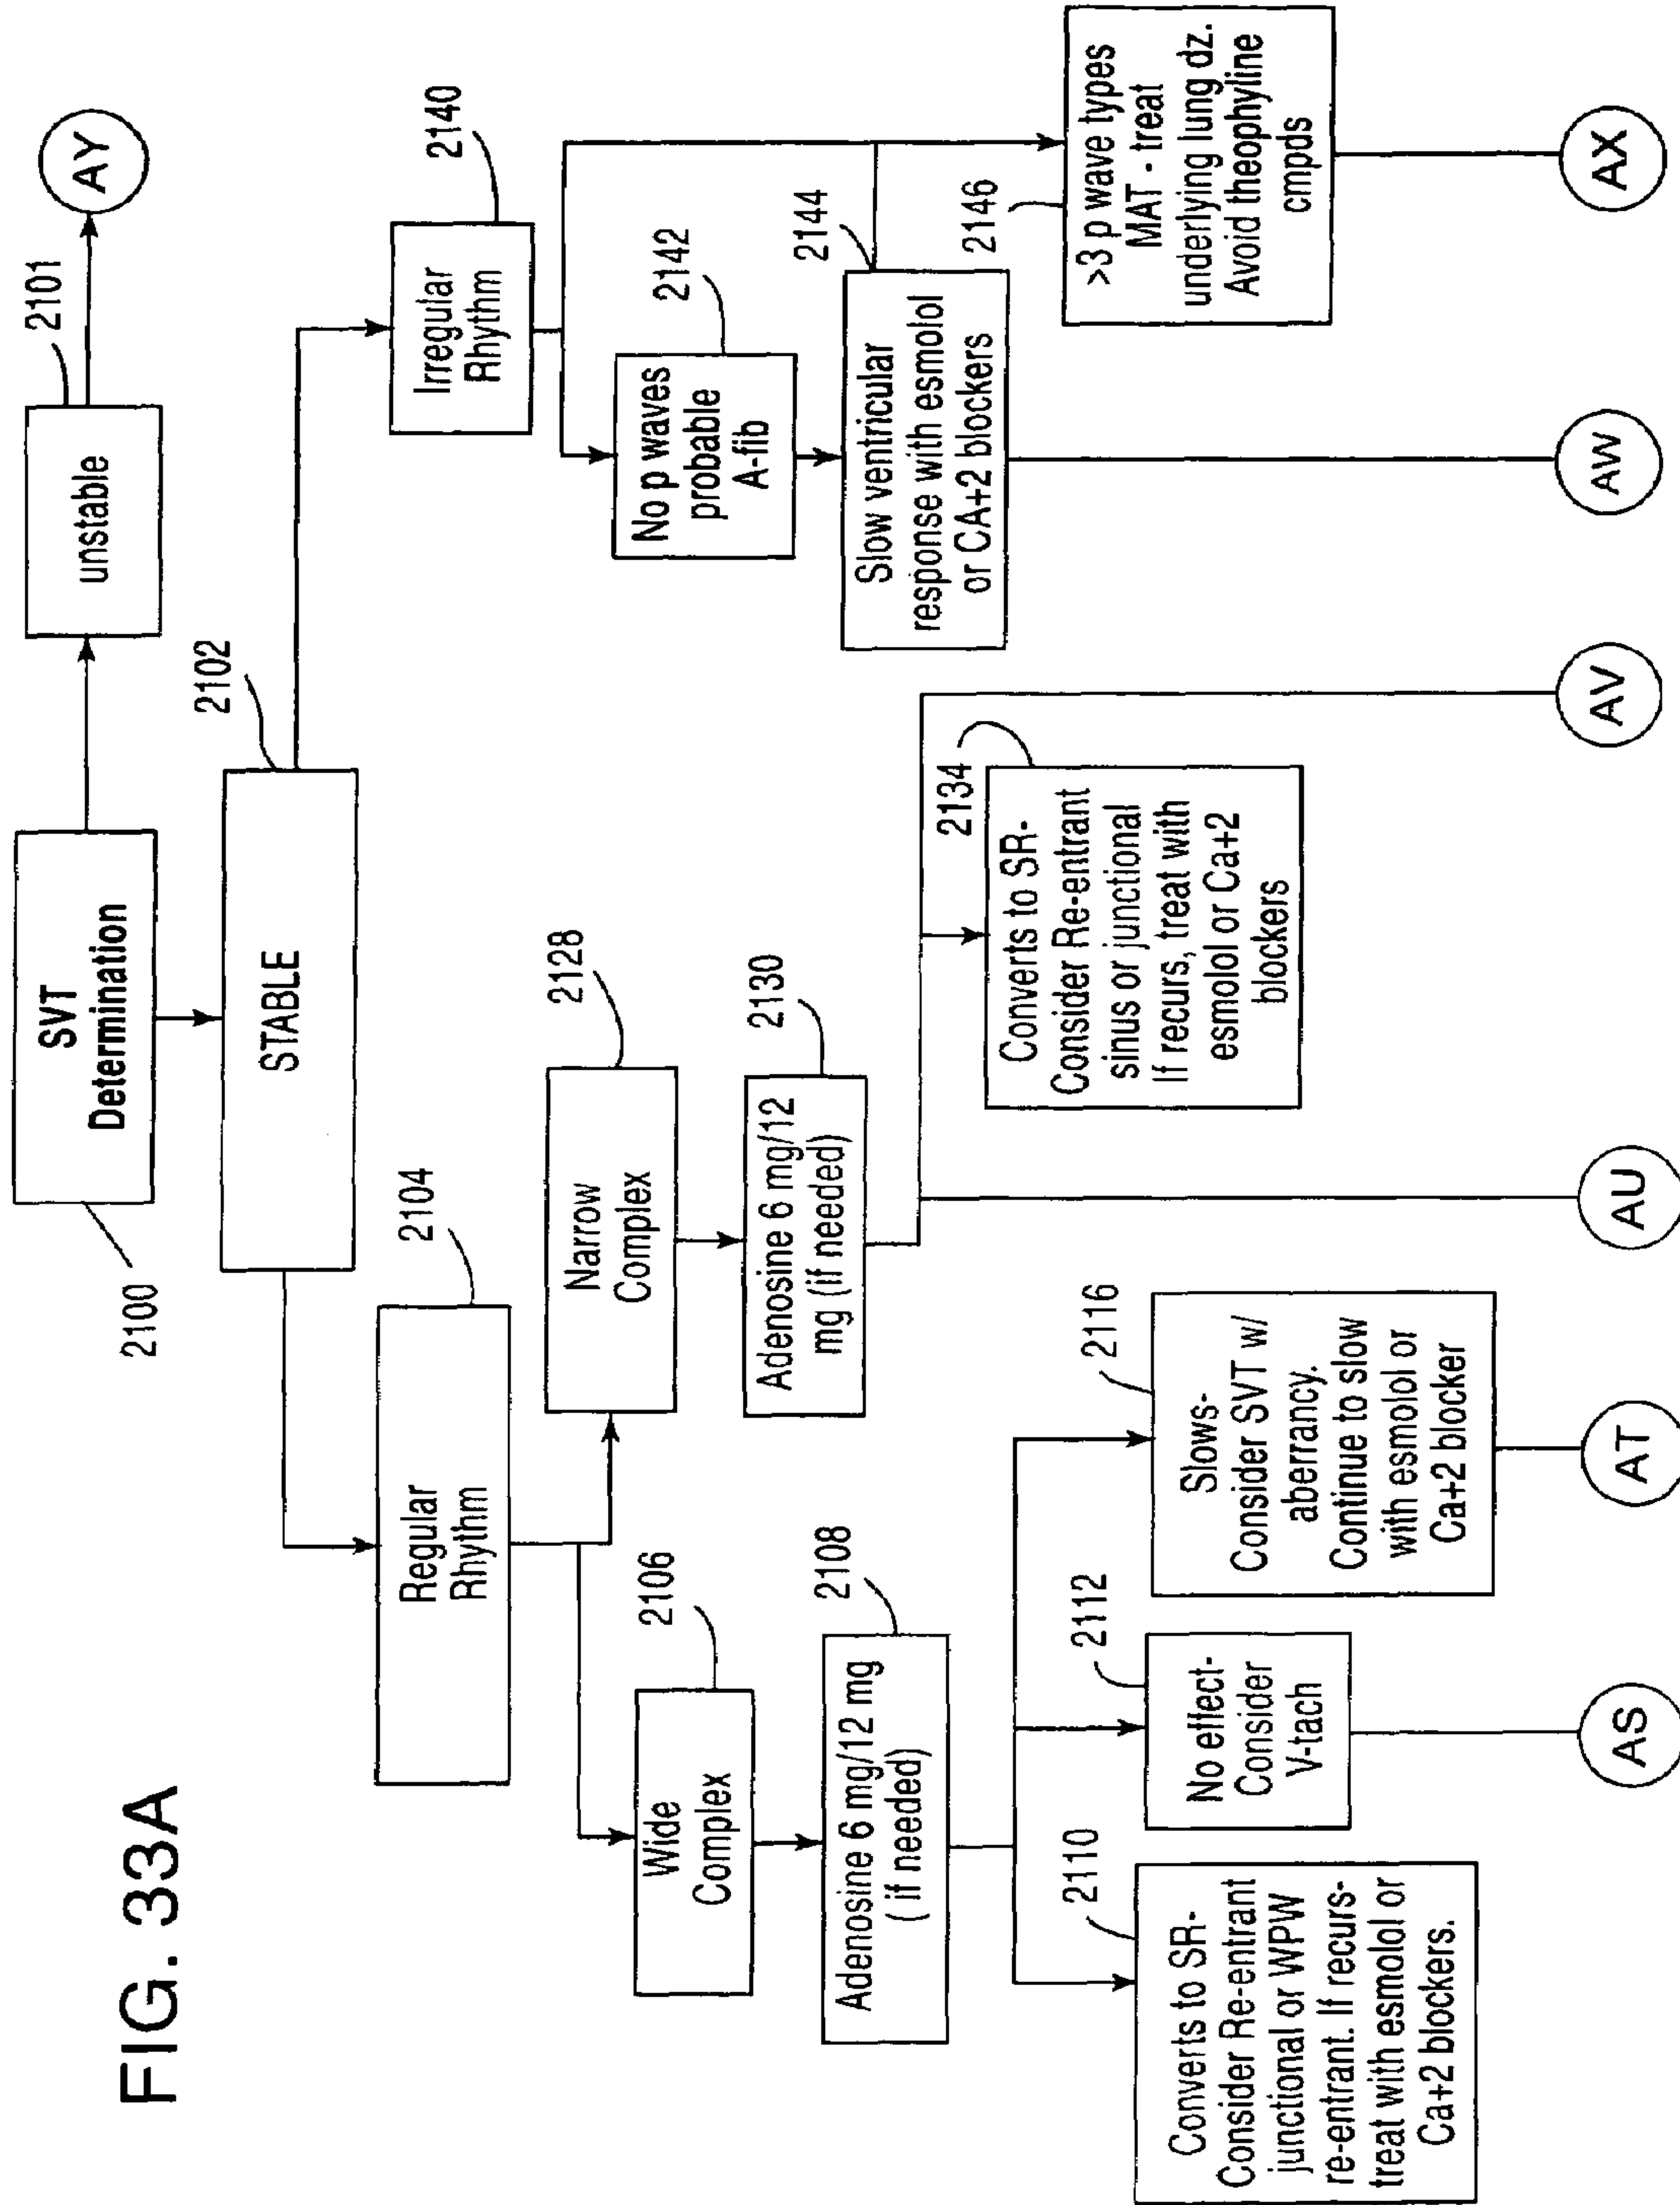 FIG. 33A
SVT
Determination
2100
unstable
2101
AY
STABLE
2102
Regular
Rhythm
2104
Wide
Complex
2106
Adenosine 6 mg/12 mg
( if needed)
2108
Converts to SR-
Consider Re-entrant
junctional or WPW
re-entrant. If recurs-
treat with esmolol or
Ca+2 blockers.
2110
No effect-
Consider
V-tach
2112
AS
Slows-
Consider SVT w/
aberrancy.
Continue to slow
with esmolol or
Ca+2 blocker
2116
AT
Narrow
Complex
2128
Adenosine 6 mg/12
mg (if needed)
2130
AU
Converts to SR-
Consider Re-entrant
sinus or junctional
If recurs, treat with
esmolol or Ca+2
blockers
2134
AV
Irregular
Rhythm
2140
No p waves
probable
A-fib
2142
Slow ventricular
response with esmolol
or CA+2 blockers
2144
AW
>3 p wave types
MAT - treat
underlying lung dz.
Avoid theophyline
cmpds
2146
AX